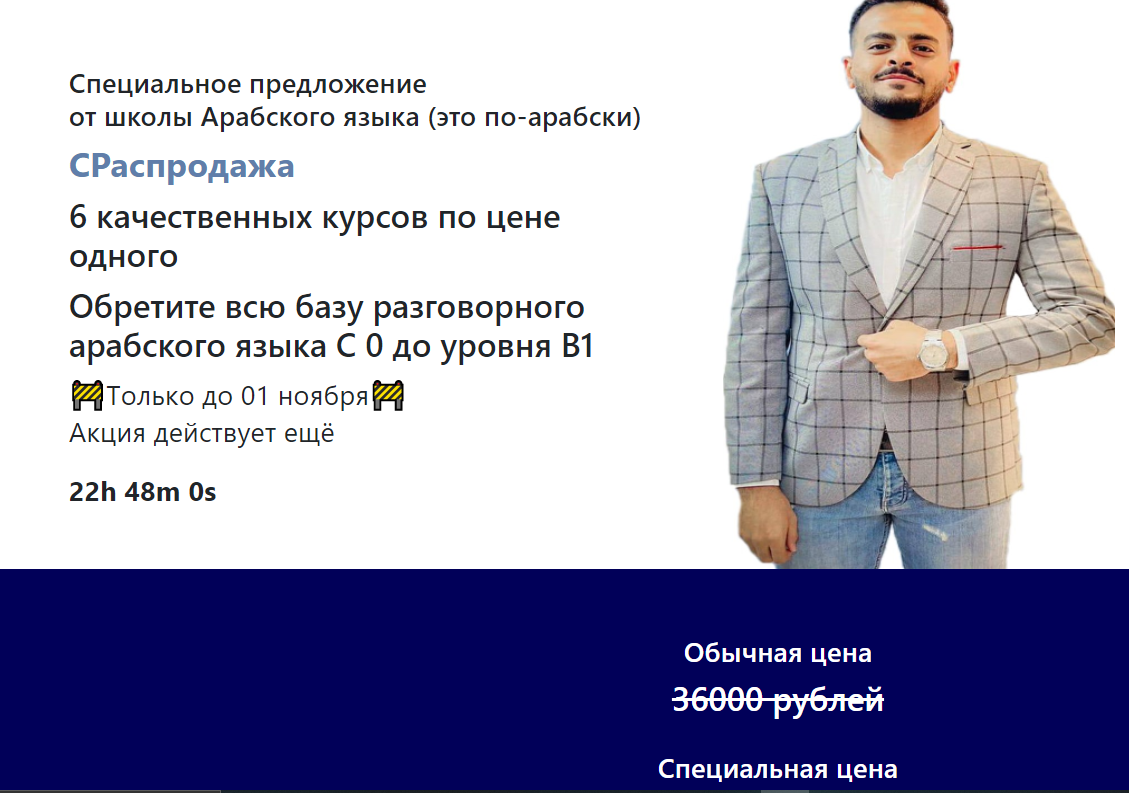 Специальное предложение
от школы Арабского языка (это по-арабски)
СРаспродажа
6 качественных курсов по цене
одного
Обретите всю базу разговорного
арабского языка С 0 до уровня B1
🚧Только до 01 ноября🚧
Акция действует ещё
22h 48m 0s
Обычная цена
36000 рублей
Специальная цена